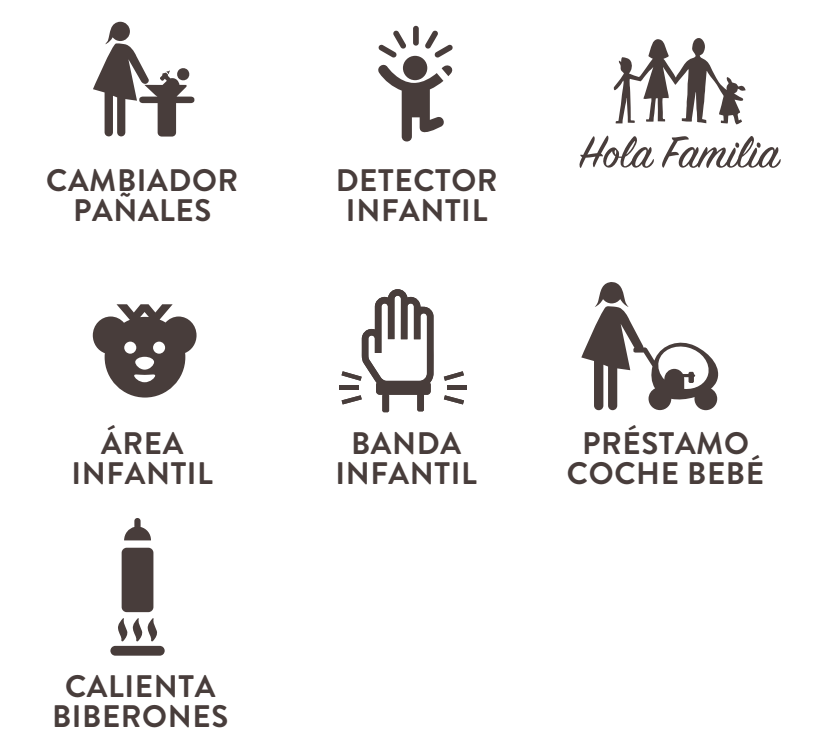 CAMBIADOR
PAÑALES
DETECTOR
INFANTIL
Hola Familia
ÁREA
INFANTIL
BANDA
INFANTIL
PRÉSTAMO
COCHE BEBÉ
CALIENTA
BIBERONES